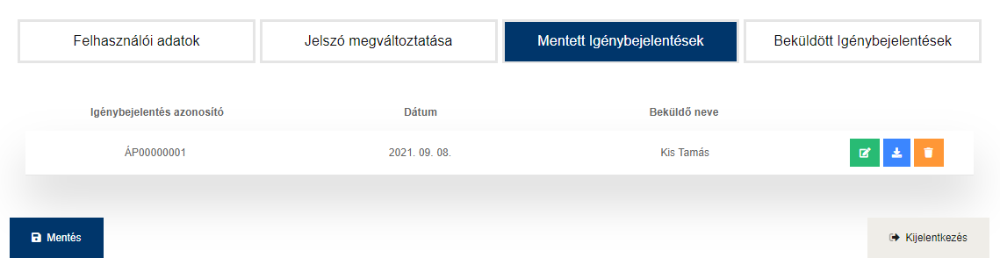 Felhasználói adatok Jelszó megváltoztatása Mentett Igénybejelentések Beküldött Igénybejelentések
Igénybejelentés azonosító Dátum Beküldő neve
ÁP00000001 2021. 09. 08. Kis Tamás
Mentés Kijelentkezés